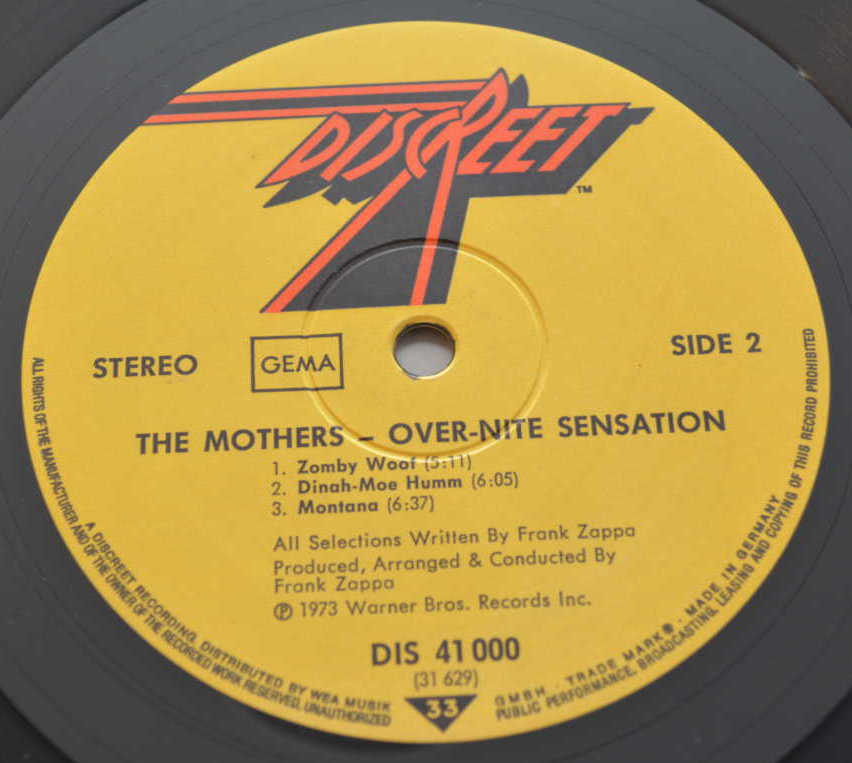 DISCREET
TM
STEREO
GEMA
SIDE 2
THE MOTHERS – OVER-NITE SENSATION
1. Zomby Woof (5:11)
2. Dinah-Moe Humm (6:05)
3. Montana (6:37)
All Selections Written By Frank Zappa
Produced, Arranged & Conducted By
Frank Zappa
Ⓟ 1973 Warner Bros. Records Inc.
DIS 41 000
(31 629)
33
A DISCREET RECORDING, DISTRIBUTED BY WEA MUSIK GMBH · TRADE MARK® · MADE IN GERMANY
ALL RIGHTS OF THE MANUFACTURER AND OF THE OWNER OF THE RECORDED WORK RESERVED. UNAUTHORIZED PUBLIC PERFORMANCE, BROADCASTING, LEASING AND COPYING OF THIS RECORD PROHIBITED